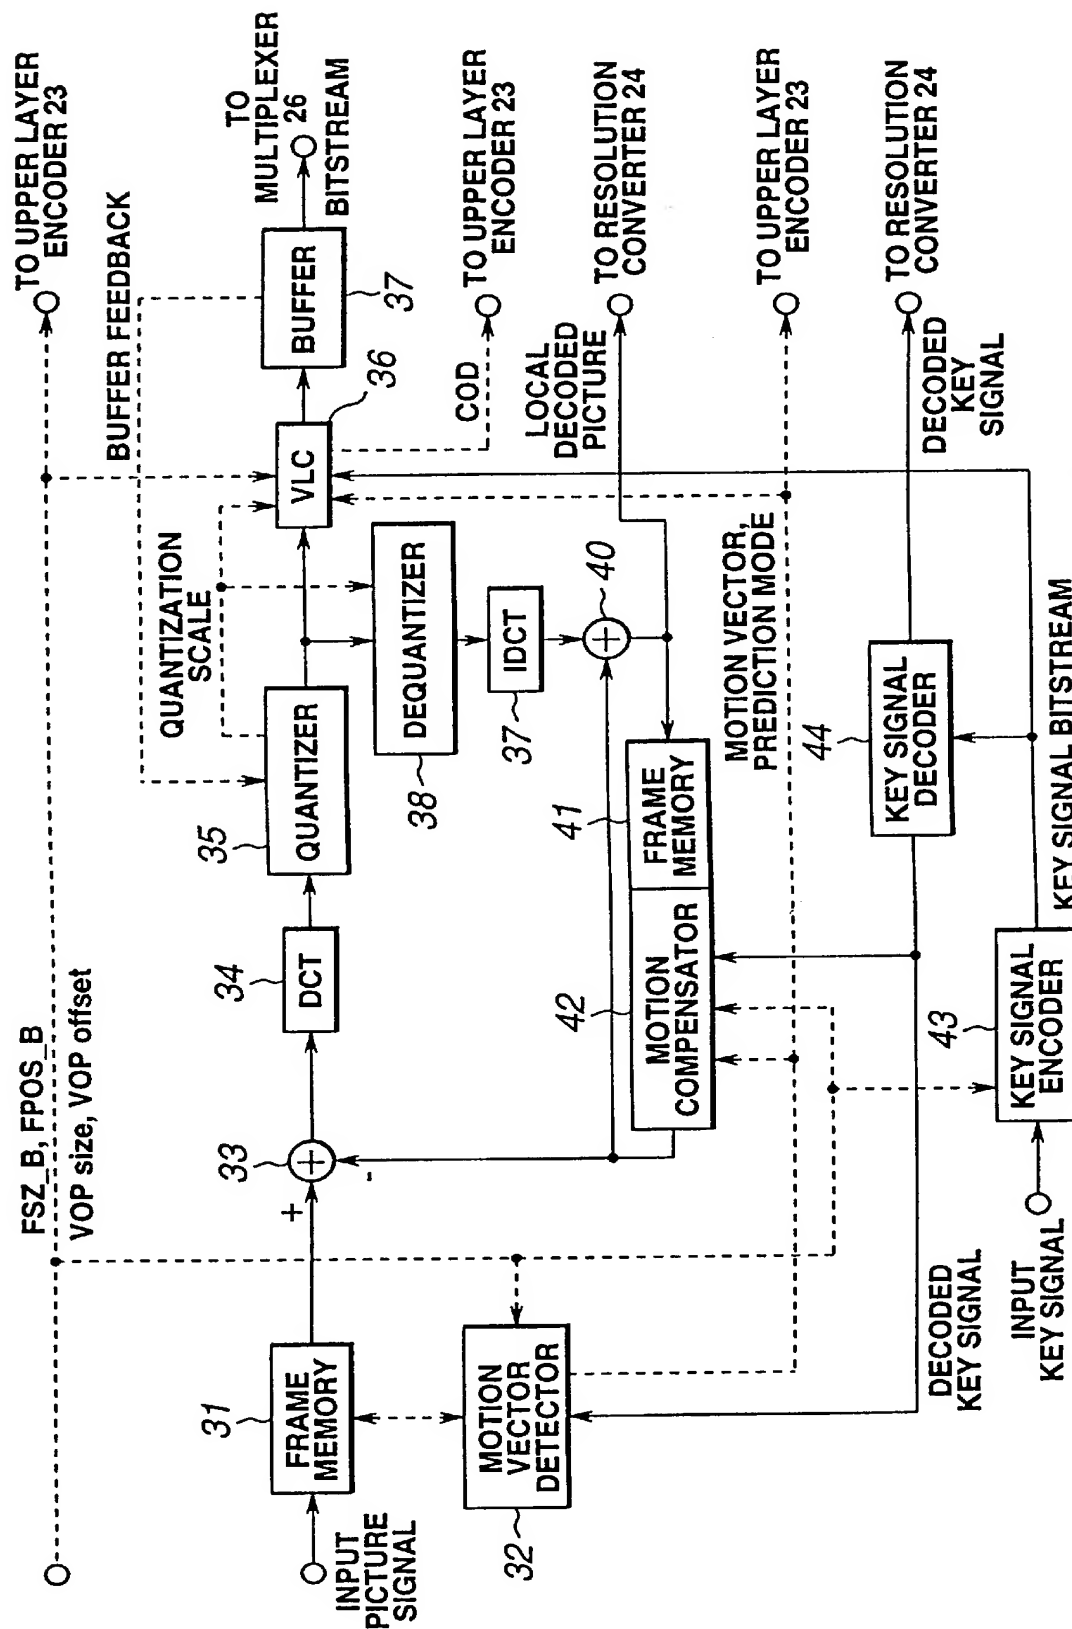 FSZ_B, FPOS_B
VOP size, VOP offset
TO UPPER LAYER
ENCODER 23
BUFFER FEEDBACK
QUANTIZATION
SCALE
INPUT
PICTURE
SIGNAL
31
FRAME
MEMORY
33
+
-
34
DCT
35
QUANTIZER
VLC
36
BUFFER
37
TO
MULTIPLEXER
26
BITSTREAM
COD
TO UPPER LAYER
ENCODER 23
38
DEQUANTIZER
37
IDCT
40
LOCAL
DECODED
PICTURE
TO RESOLUTION
CONVERTER 24
32
MOTION
VECTOR
DETECTOR
42
MOTION
COMPENSATOR
41
FRAME
MEMORY
MOTION VECTOR,
PREDICTION MODE
TO UPPER LAYER
ENCODER 23
44
KEY SIGNAL
DECODER
DECODED
KEY
SIGNAL
TO RESOLUTION
CONVERTER 24
DECODED
KEY SIGNAL
INPUT
KEY SIGNAL
43
KEY SIGNAL
ENCODER
KEY SIGNAL BITSTREAM